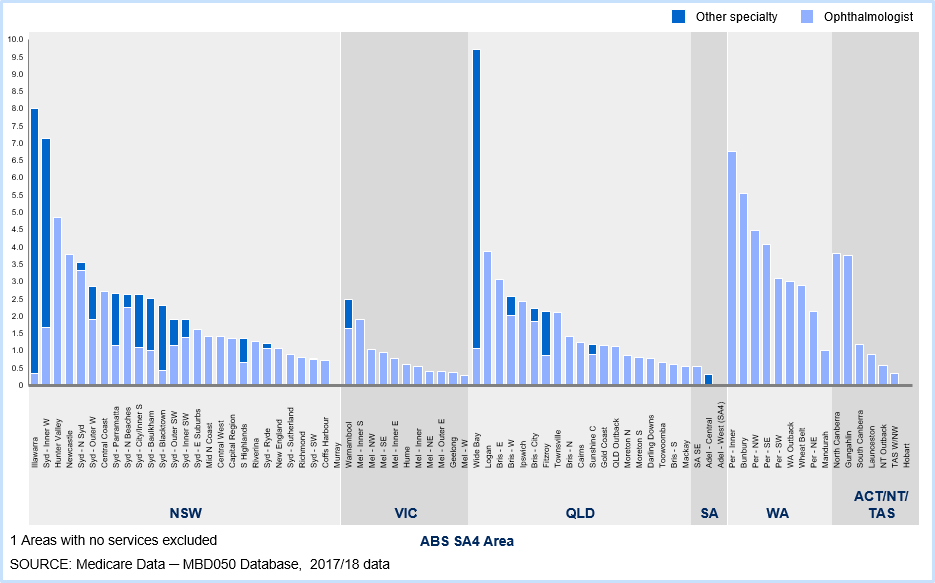 Other specialty
Ophthalmologist
10.0
9.5
9.0
8.5
8.0
7.5
7.0
6.5
6.0
5.5
5.0
4.5
4.0
3.5
3.0
2.5
2.0
1.5
1.0
0.5
0
Illawarra
Syd - Inner W
Hunter Valley
Newcastle
Syd - N Syd
Syd - Outer W
Central Coast
Syd - Parramatta
Syd - N Beaches
Syd - City/Inner S
Syd - Baulkham
Syd - Blacktown
Syd - Outer SW
Syd - Inner SW
Syd - E Suburbs
Mid N Coast
Central West
Capital Region
S Highlands
Riverina
Syd - Ryde
New England
Syd - Sutherland
Richmond
Syd - SW
Coffs Harbour
Murray
Warrnambool
Mel - Inner S
Mel - NW
Mel - SE
Mel - Inner E
Hume
Mel - Inner
Mel - NE
Mel - Outer E
Geelong
Mel - W
Wide Bay
Logan
Bris - E
Bris - W
Ipswich
Bris - City
Fitzroy
Townsville
Bris - N
Cairns
Sunshine C
Gold Coast
QLD Outback
Moreton N
Moreton S
Darling Downs
Toowoomba
Bris - S
Mackay
SA SE
Adel - Central
Adel - West (SA4)
Per - Inner
Bunbury
Per - NW
Per - SE
Per - SW
WA Outback
Wheat Belt
Per - NE
Mandurah
North Canberra
Gungahlin
South Canberra
Launceston
NT Outback
TAS W/NW
Hobart
NSW
VIC
QLD
SA
WA
ACT/NT/
TAS
1 Areas with no services excluded
ABS SA4 Area
SOURCE: Medicare Data — MBD050 Database, 2017/18 data